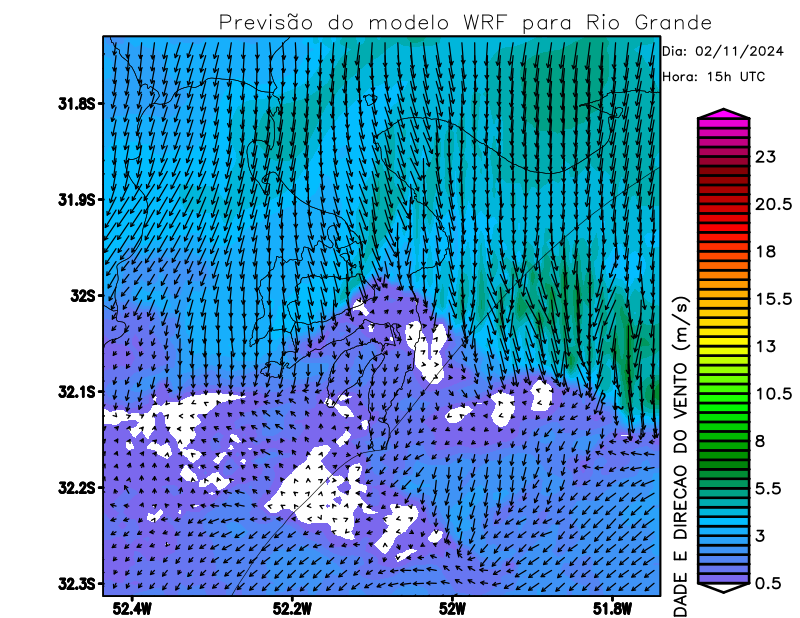 Previsão do modelo WRF para Rio Grande
Dia: 02/11/2024
Hora: 15h UTC
31.8S
31.9S
32S
32.1S
32.2S
32.3S
52.4W
52.2W
52W
51.8W
DADE E DIRECAO DO VENTO (m/s)
23
20.5
18
15.5
13
10.5
8
5.5
3
0.5